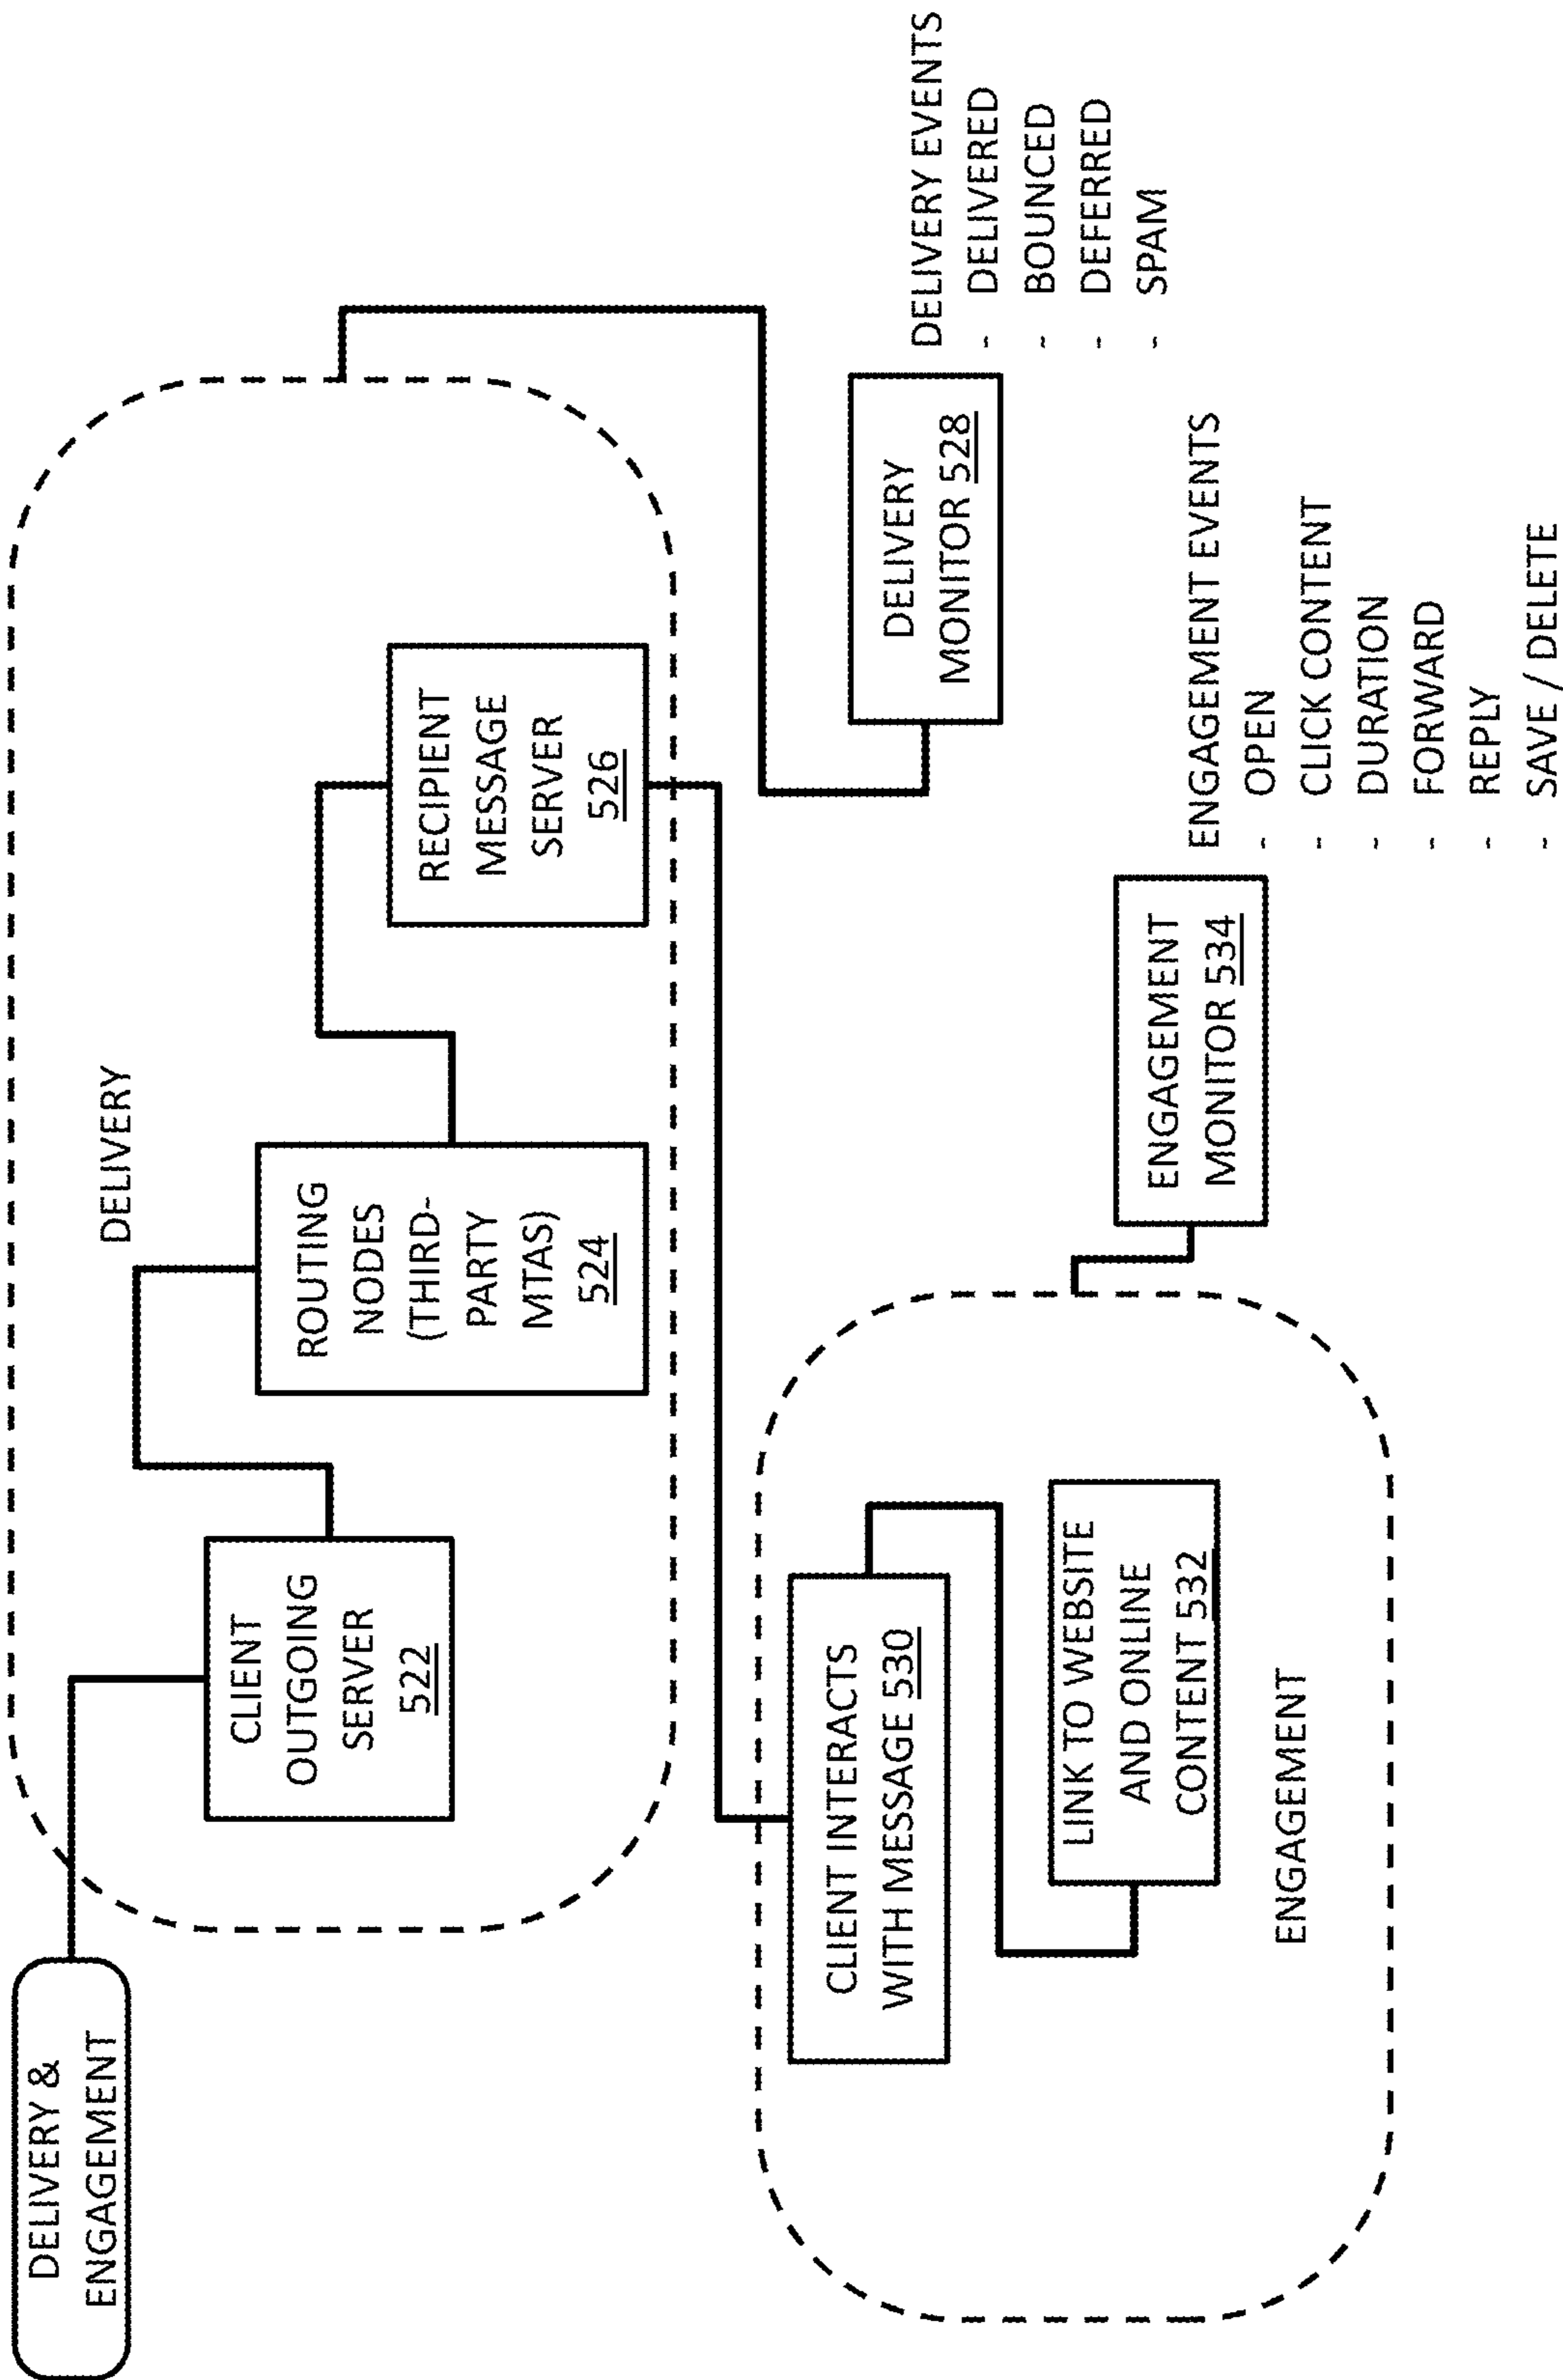 DELIVERY &
ENGAGEMENT
DELIVERY
CLIENT
OUTGOING
SERVER
522
ROUTING
NODES
(THIRD-
PARTY
MTAS)
524
RECIPIENT
MESSAGE
SERVER
526
DELIVERY
MONITOR 528
DELIVERY EVENTS
- DELIVERED
- BOUNCED
- DEFERRED
- SPAM
CLIENT INTERACTS
WITH MESSAGE 530
LINK TO WEBSITE
AND ONLINE
CONTENT 532
ENGAGEMENT
ENGAGEMENT
MONITOR 534
ENGAGEMENT EVENTS
- OPEN
- CLICK CONTENT
- DURATION
- FORWARD
- REPLY
- SAVE / DELETE